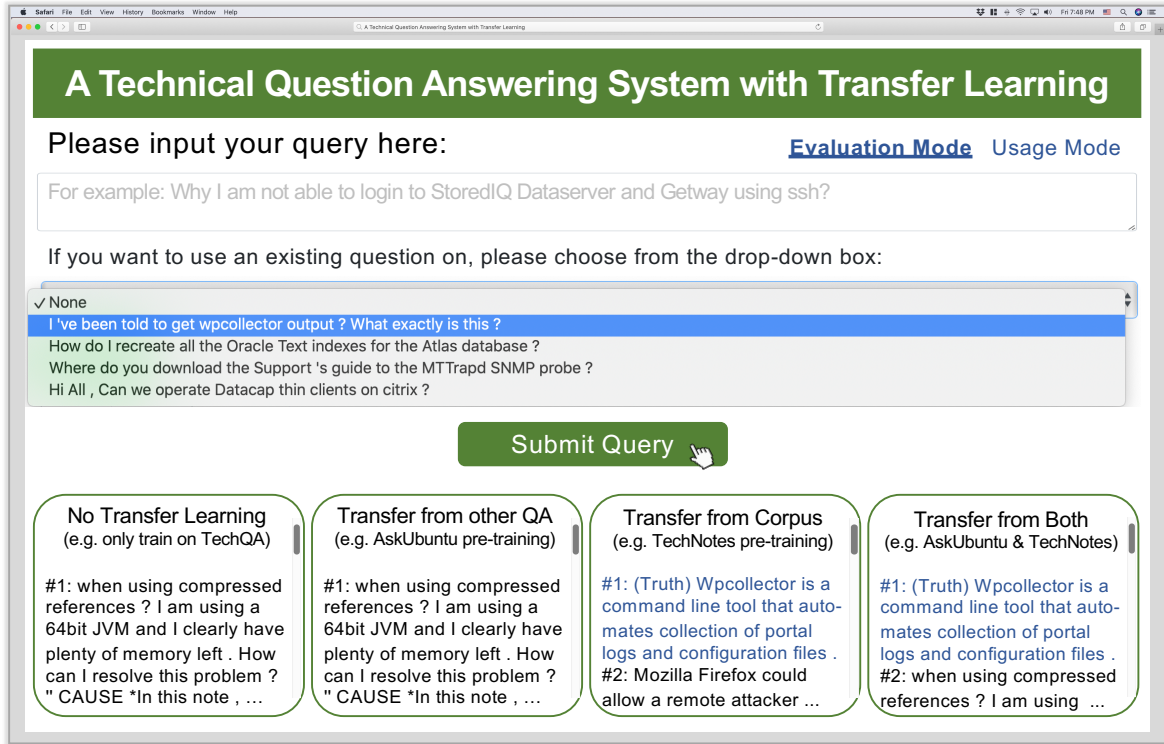 Safari File Edit View History Bookmarks Window Help Fri 7:48 PM
A Technical Question Answering System with Transfer Learning
A Technical Question Answering System with Transfer Learning
Please input your query here:
Evaluation Mode Usage Mode
For example: Why I am not able to login to StoredIQ Dataserver and Getway using ssh?
If you want to use an existing question on, please choose from the drop-down box:
✓ None
I 've been told to get wpcollector output ? What exactly is this ?
How do I recreate all the Oracle Text indexes for the Atlas database ?
Where do you download the Support 's guide to the MTTrapd SNMP probe ?
Hi All , Can we operate Datacap thin clients on citrix ?
Submit Query
No Transfer Learning
(e.g. only train on TechQA)
#1: when using compressed
references ? I am using a
64bit JVM and I clearly have
plenty of memory left . How
can I resolve this problem ?
" CAUSE *In this note , ...
Transfer from other QA
(e.g. AskUbuntu pre-training)
#1: when using compressed
references ? I am using a
64bit JVM and I clearly have
plenty of memory left . How
can I resolve this problem ?
" CAUSE *In this note , ...
Transfer from Corpus
(e.g. TechNotes pre-training)
#1: (Truth) Wpcollector is a
command line tool that auto-
mates collection of portal
logs and configuration files .
#2: Mozilla Firefox could
allow a remote attacker ...
Transfer from Both
(e.g. AskUbuntu & TechNotes)
#1: (Truth) Wpcollector is a
command line tool that auto-
mates collection of portal
logs and configuration files .
#2: when using compressed
references ? I am using ...